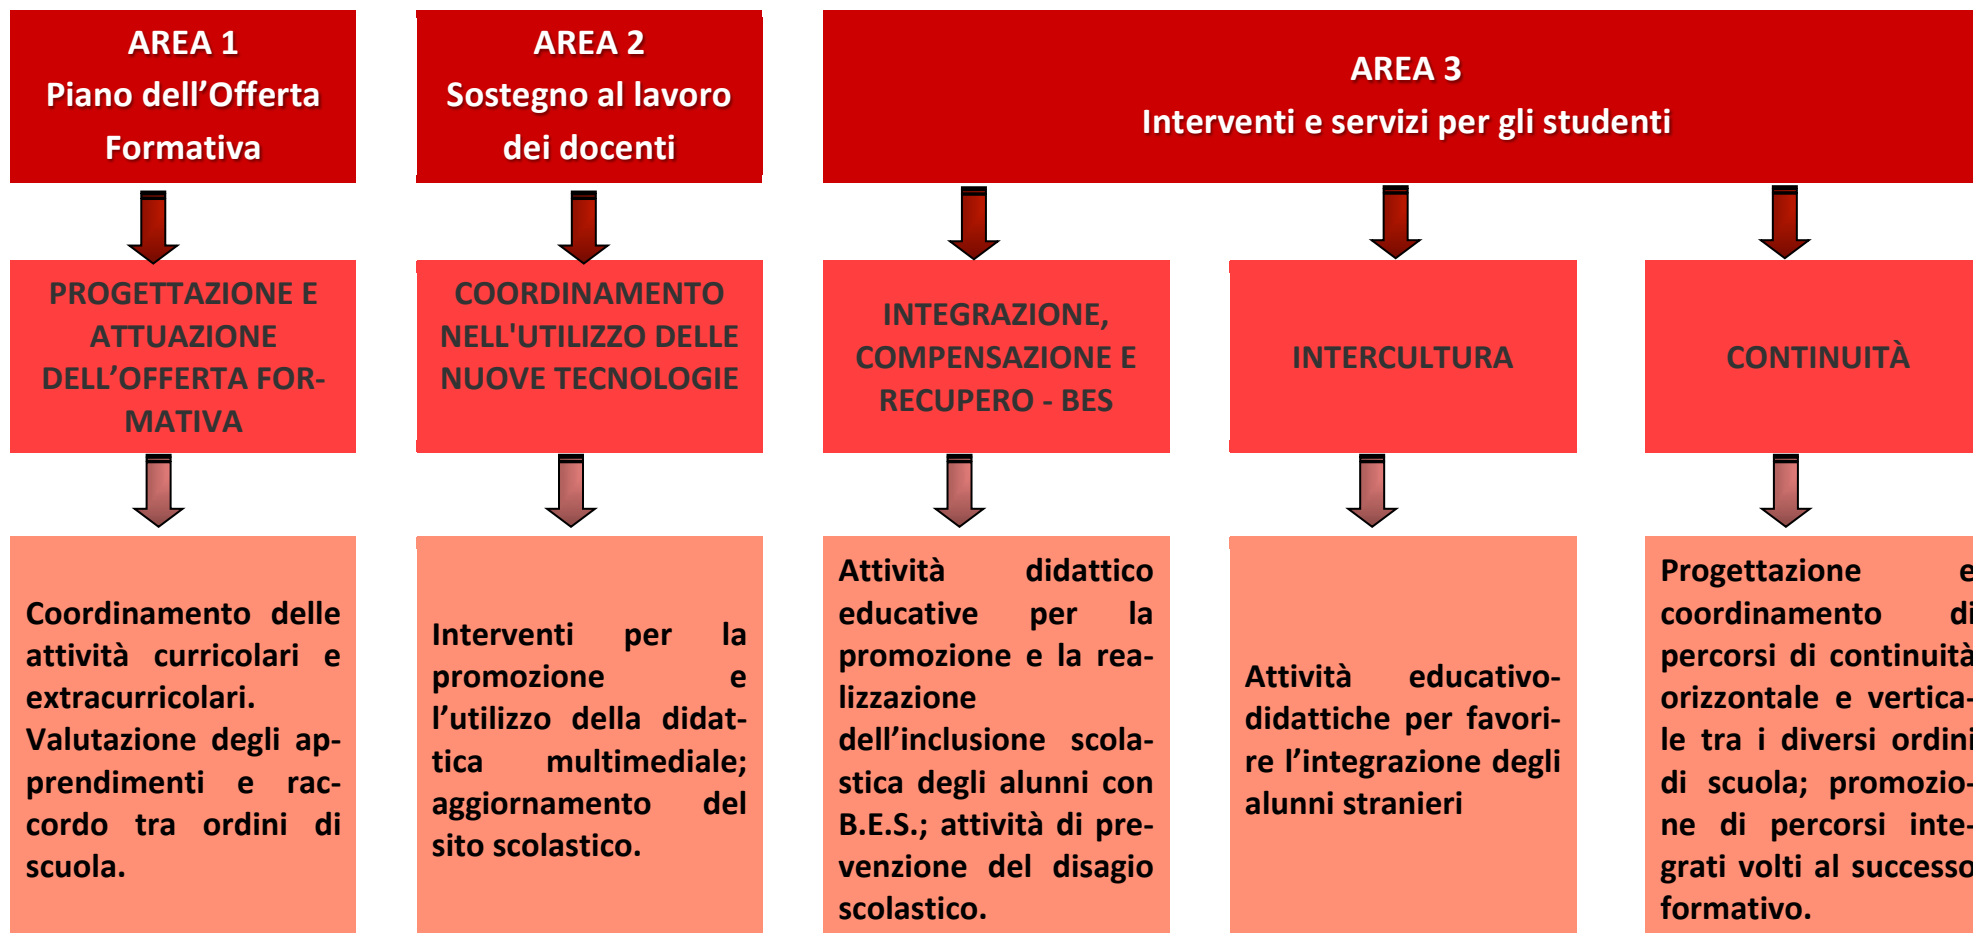 AREA 1
Piano dell’Offerta
Formativa
AREA 2
Sostegno al lavoro
dei docenti
AREA 3
Interventi e servizi per gli studenti
PROGETTAZIONE E
ATTUAZIONE
DELL’OFFERTA FOR-
MATIVA
COORDINAMENTO
NELL'UTILIZZO DELLE
NUOVE TECNOLOGIE
INTEGRAZIONE,
COMPENSAZIONE E
RECUPERO - BES
INTERCULTURA
CONTINUITÀ
Coordinamento delle
attività curricolari e
extracurricolari.
Valutazione degli ap-
prendimenti e rac-
cordo tra ordini di
scuola.
Interventi per la
promozione e
l’utilizzo della didat-
tica multimediale;
aggiornamento del
sito scolastico.
Attività didattico
educative per la
promozione e la rea-
lizzazione
dell’inclusione scola-
stica degli alunni con
B.E.S.; attività di pre-
venzione del disagio
scolastico.
Attività educativo-
didattiche per favori-
re l’integrazione degli
alunni stranieri
Progettazione e
coordinamento di
percorsi di continuità
orizzontale e vertica-
le tra i diversi ordini
di scuola; promozio-
ne di percorsi inte-
grati volti al successo
formativo.